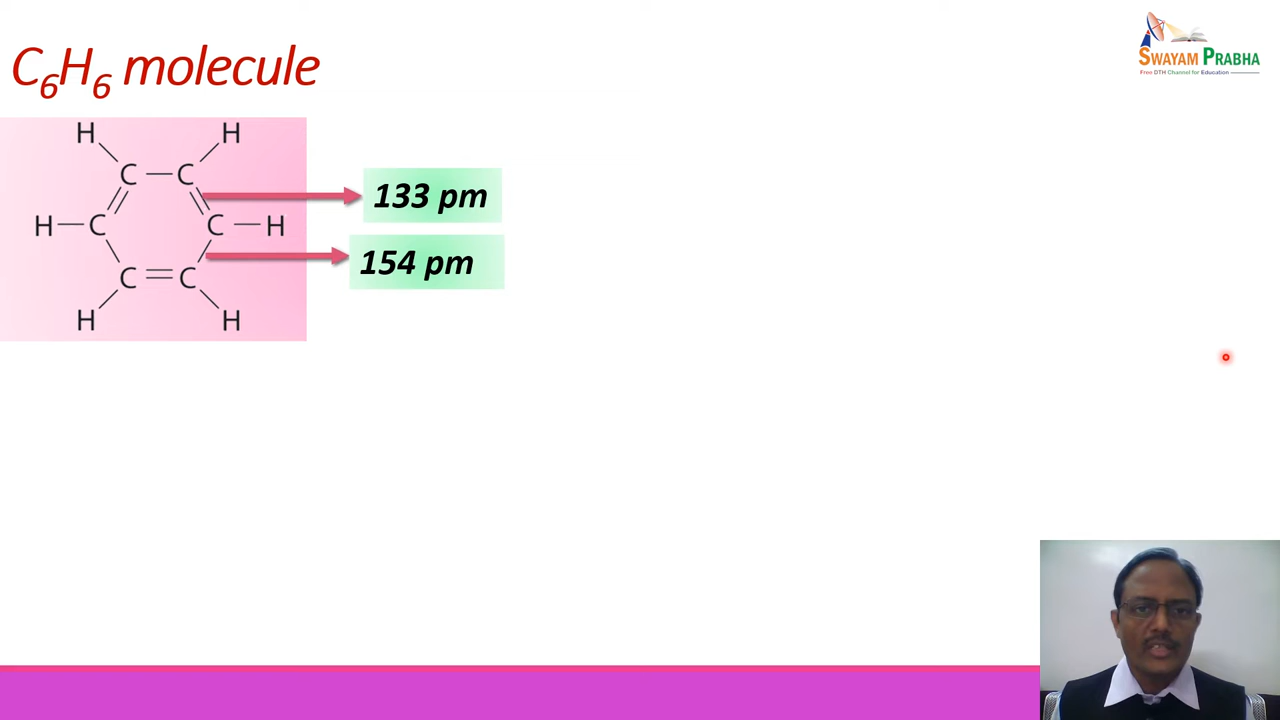 C6H6 molecule
SWAYAM PRABHA
Free DTH Channel for Education
H H
C — C
133 pm
H — C C — H
154 pm
C = C
H H